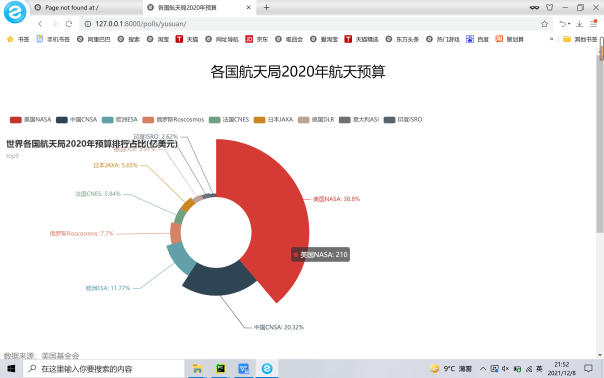 Page not found at /
各国航天局2020年预算
127.0.0.1:8000/polls/yusuan/
书签 手机书签 阿里巴巴 搜索 淘宝 天猫 网址导航 京东 唯品会 爱淘宝 天猫精选 东方头条 热门游戏 百度 聚划算 » 其他书签
各国航天局2020年航天预算
美国NASA 中国CNSA 欧洲ESA 俄罗斯Roscosmos 法国CNES 日本JAXA 德国DLR 意大利ASI 印度ISRO
印度ISRO: 2.62%
世界各国航天局2020年预算排行占比(亿美元)
top9
日本JAXA: 5.65%
法国CNES: 5.84%
美国NASA: 38.8%
俄罗斯Roscosmos: 7.7%
美国NASA: 210
欧洲ESA: 11.77%
中国CNSA: 20.32%
数据来源：美国基金会
在这里输入你要搜索的内容
9°C 薄雾
英
21:52
2021/12/8